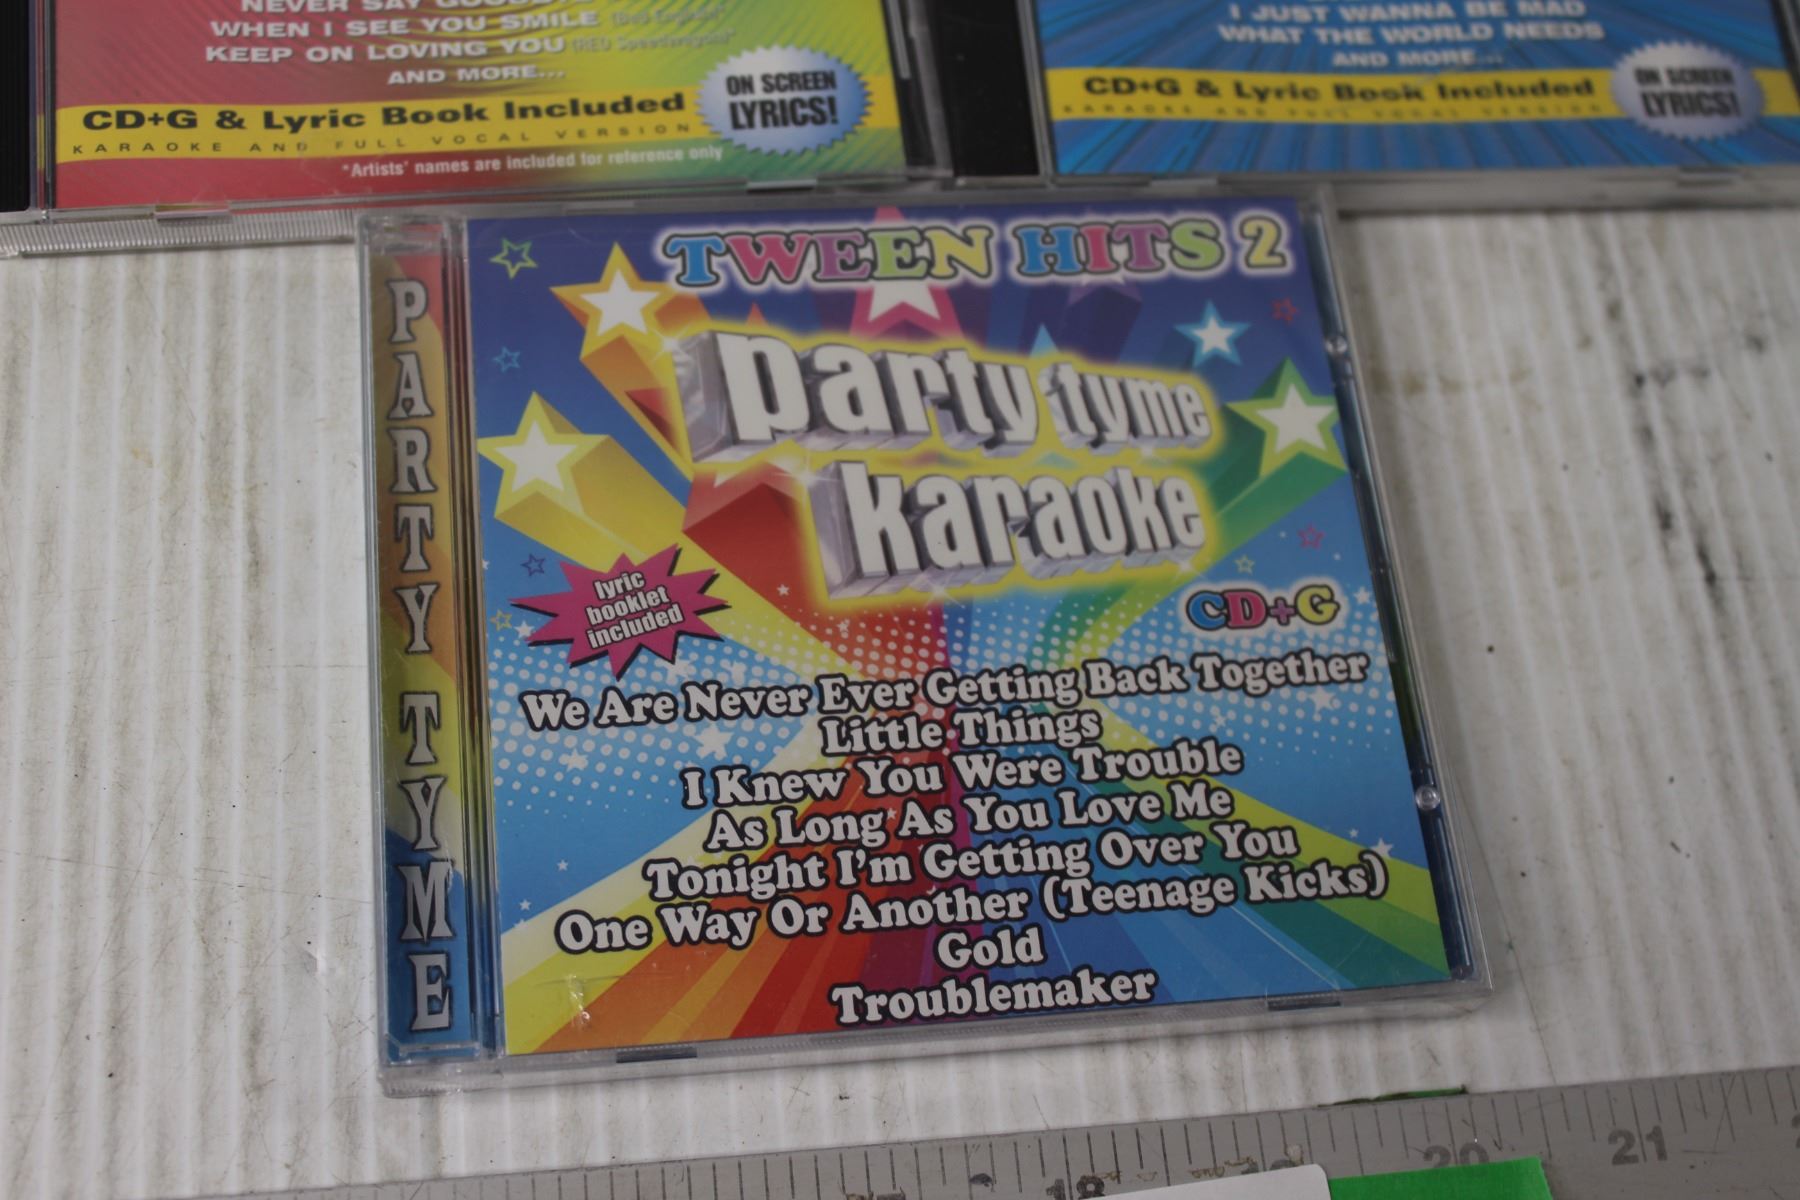 NEVER SAY
WHEN I SEE YOU SMILE (Bad English)*
KEEP ON LOVING YOU (REO Speedwagon)*
AND MORE...
CD+G & Lyric Book Included
KARAOKE AND FULL VOCAL VERSION
*Artists' names are included for reference only
ON SCREEN
LYRICS!
I JUST WANNA BE MAD
WHAT THE WORLD NEEDS
AND MORE...
CD+G & Lyric Book Included
KARAOKE AND FULL VOCAL VERSION
ON SCREEN
LYRICS!
PARTY TYME
TWEEN HITS 2
party tyme
karaoke
lyric
booklet
included
CD+G
We Are Never Ever Getting Back Together
Little Things
I Knew You Were Trouble
As Long As You Love Me
Tonight I'm Getting Over You
One Way Or Another (Teenage Kicks)
Gold
Troublemaker
18
20
21